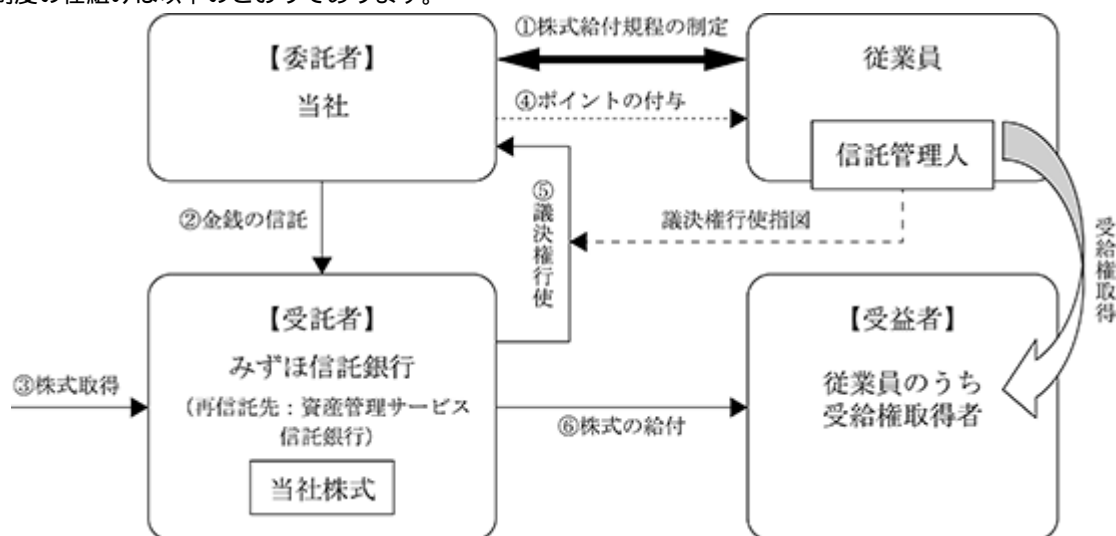 制度の仕組みは以下のとおりであります。
①株式給付規程の制定
【委託者】
当社
従業員
④ポイントの付与
信託管理人
②金銭の信託
⑤議決権行使
議決権行使指図
受給権取得
【受託者】
みずほ信託銀行
(再信託先:資産管理サービス
信託銀行)
当社株式
③株式取得
⑥株式の給付
【受益者】
従業員のうち
受給権取得者